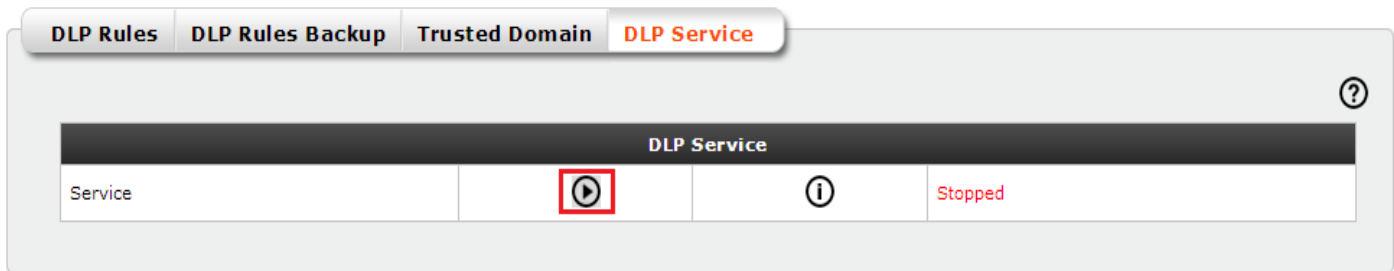 DLP Rules DLP Rules Backup Trusted Domain DLP Service
?
DLP Service
Service i Stopped